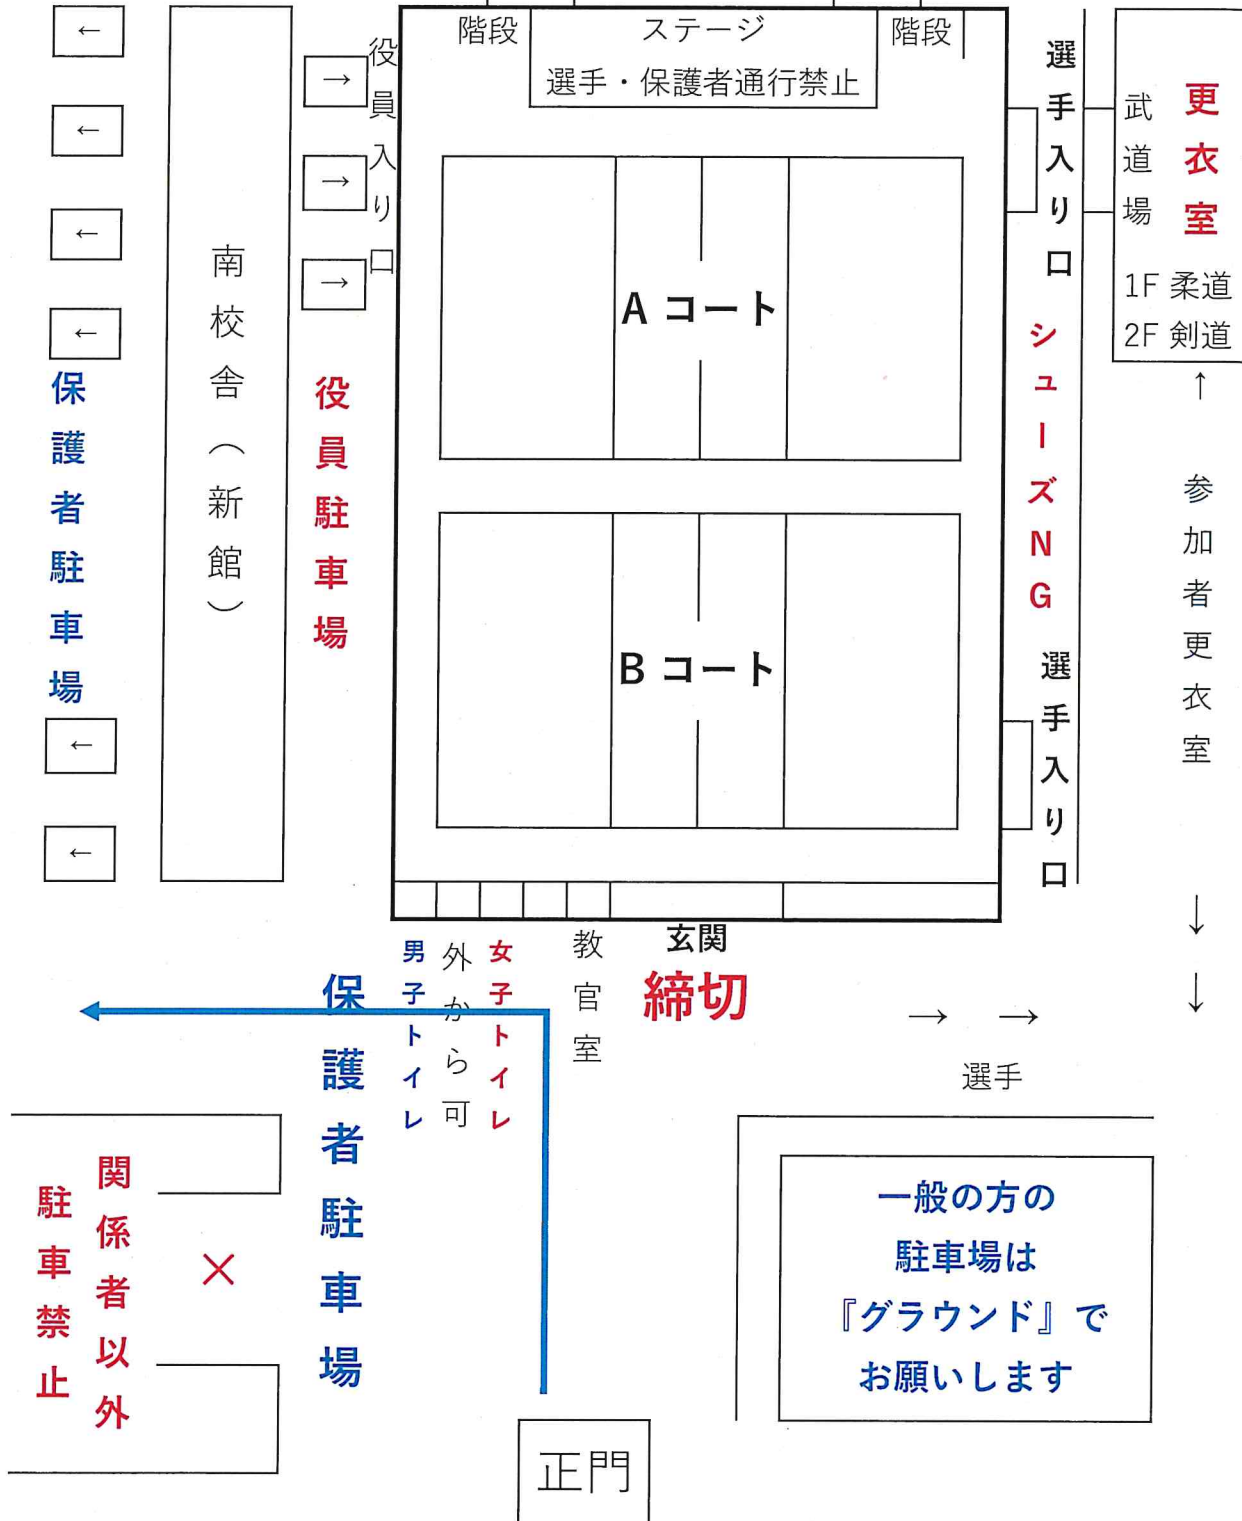 階段
ステージ
階段
選手・保護者通行禁止
←
←
←
←
保護者駐車場
←
←
南校舎（新館）
→
→
→
役員入り口
役員駐車場
Aコート
Bコート
選手入り口
シューズNG
選手入り口
武道場
更衣室
1F 柔道
2F 剣道
↑
参加者更衣室
↓
↓
男子トイレ
外から可
女子トイレ
教官室
玄関
締切
→ →
選手
保護者駐車場
関係者以外
駐車禁止
×
一般の方の
駐車場は
『グラウンド』で
お願いします
正門